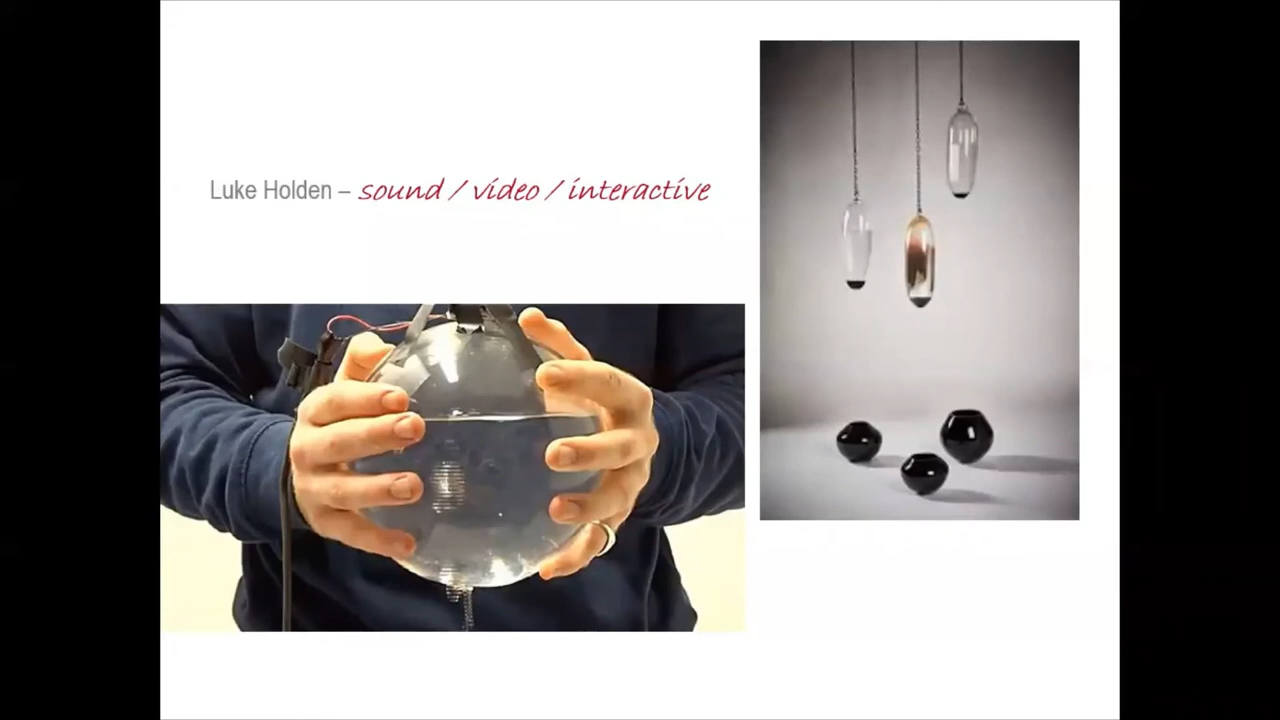 Luke Holden – sound / video / interactive